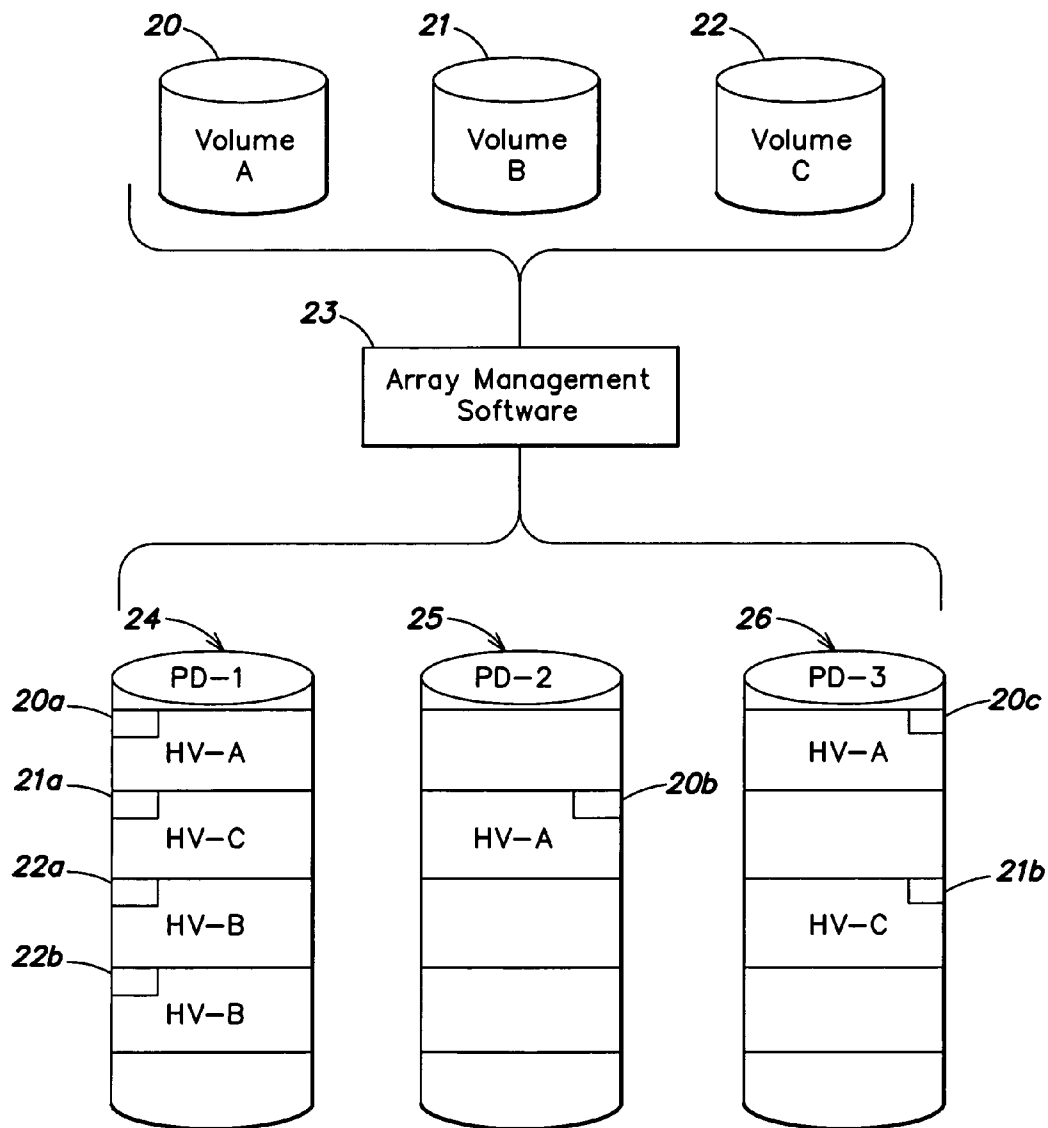 20
21
22
Volume
A
Volume
B
Volume
C
23
Array Management
Software
24
25
26
PD-1
PD-2
PD-3
20a
20c
HV-A
HV-A
21a
20b
HV-C
HV-A
22a
21b
HV-B
HV-C
22b
HV-B